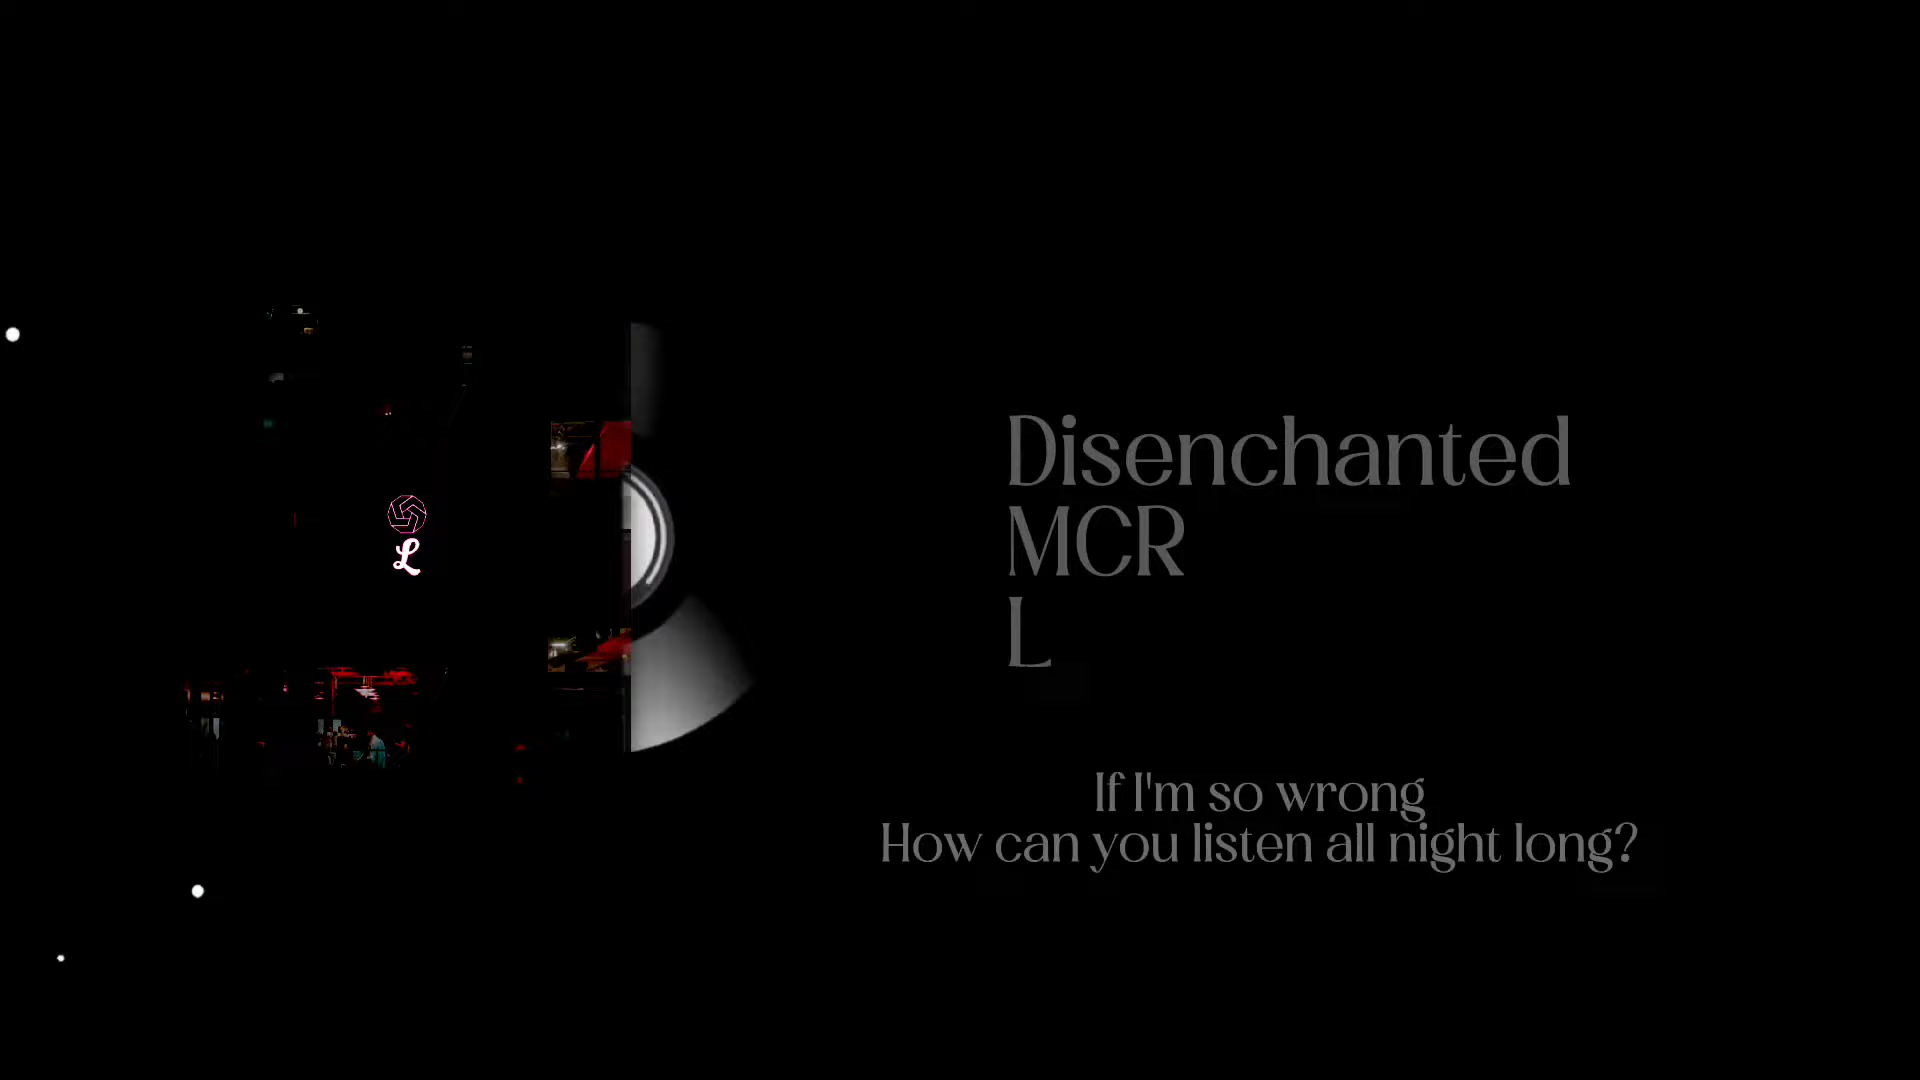 L
Disenchanted
MCR
L
If I'm so wrong
How can you listen all night long?